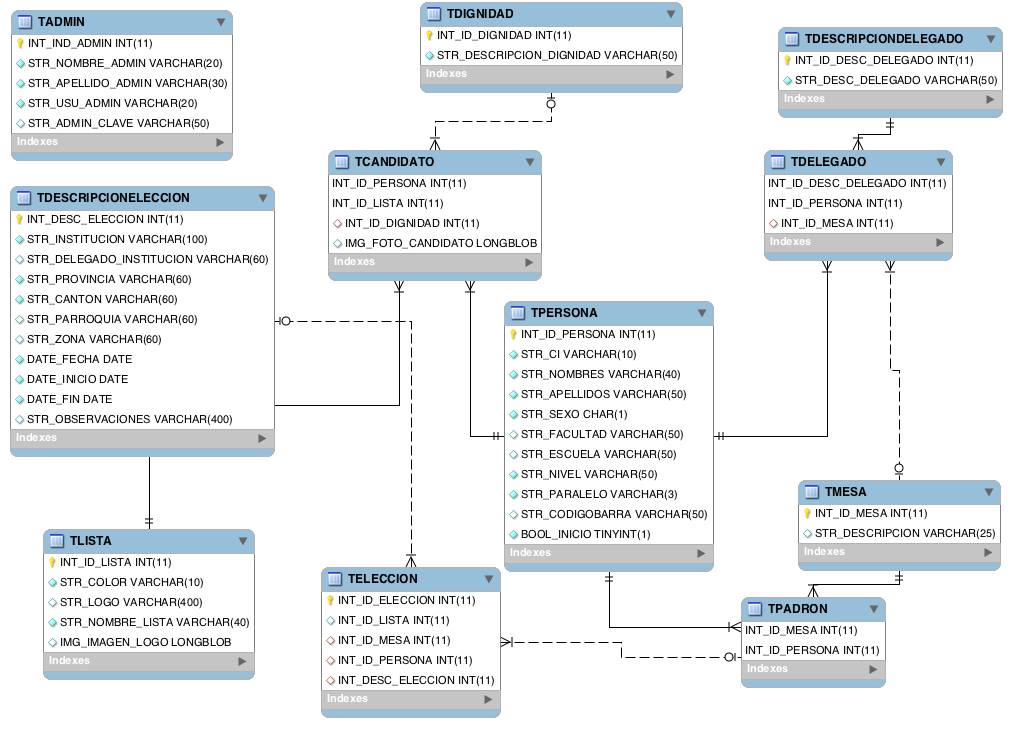 TADMIN
INT_IND_ADMIN INT(11)
STR_NOMBRE_ADMIN VARCHAR(20)
STR_APELLIDO_ADMIN VARCHAR(30)
STR_USU_ADMIN VARCHAR(20)
STR_ADMIN_CLAVE VARCHAR(50)
Indexes
TDIGNIDAD
INT_ID_DIGNIDAD INT(11)
STR_DESCRIPCION_DIGNIDAD VARCHAR(50)
Indexes
TDESCRIPCIONDELEGADO
INT_ID_DESC_DELEGADO INT(11)
STR_DESC_DELEGADO VARCHAR(50)
Indexes
TCANDIDATO
INT_ID_PERSONA INT(11)
INT_ID_LISTA INT(11)
INT_ID_DIGNIDAD INT(11)
IMG_FOTO_CANDIDATO LONGBLOB
Indexes
TDELEGADO
INT_ID_DESC_DELEGADO INT(11)
INT_ID_PERSONA INT(11)
INT_ID_MESA INT(11)
Indexes
TDESCRIPCIONELECCION
INT_DESC_ELECCION INT(11)
STR_INSTITUCION VARCHAR(100)
STR_DELEGADO_INSTITUCION VARCHAR(60)
STR_PROVINCIA VARCHAR(60)
STR_CANTON VARCHAR(60)
STR_PARROQUIA VARCHAR(60)
STR_ZONA VARCHAR(60)
DATE_FECHA DATE
DATE_INICIO DATE
DATE_FIN DATE
STR_OBSERVACIONES VARCHAR(400)
Indexes
TPERSONA
INT_ID_PERSONA INT(11)
STR_CI VARCHAR(10)
STR_NOMBRES VARCHAR(40)
STR_APELLIDOS VARCHAR(50)
STR_SEXO CHAR(1)
STR_FACULTAD VARCHAR(50)
STR_ESCUELA VARCHAR(50)
STR_NIVEL VARCHAR(50)
STR_PARALELO VARCHAR(3)
STR_CODIGOBARRA VARCHAR(50)
BOOL_INICIO TINYINT(1)
Indexes
TMESA
INT_ID_MESA INT(11)
STR_DESCRIPCION VARCHAR(25)
Indexes
TLISTA
INT_ID_LISTA INT(11)
STR_COLOR VARCHAR(10)
STR_LOGO VARCHAR(400)
STR_NOMBRE_LISTA VARCHAR(40)
IMG_IMAGEN_LOGO LONGBLOB
Indexes
TELECCION
INT_ID_ELECCION INT(11)
INT_ID_LISTA INT(11)
INT_ID_MESA INT(11)
INT_ID_PERSONA INT(11)
INT_DESC_ELECCION INT(11)
Indexes
TPADRON
INT_ID_MESA INT(11)
INT_ID_PERSONA INT(11)
Indexes